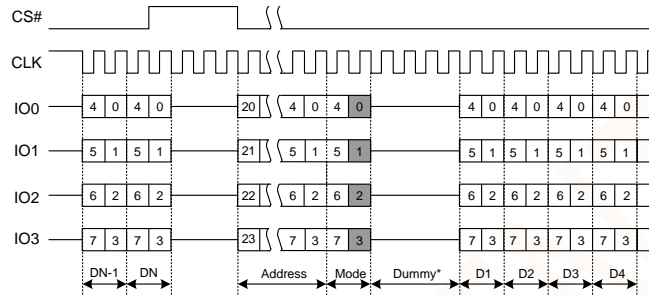 CS#
CLK
IO0 4 0 4 0 20 4 0 4 0 4 0 4 0 4 0 4 0
IO1 5 1 5 1 21 5 1 5 1 5 1 5 1 5 1 5 1
IO2 6 2 6 2 22 6 2 6 2 6 2 6 2 6 2 6 2
IO3 7 3 7 3 23 7 3 7 3 7 3 7 3 7 3 7 3
DN-1 DN Address Mode Dummy* D1 D2 D3 D4